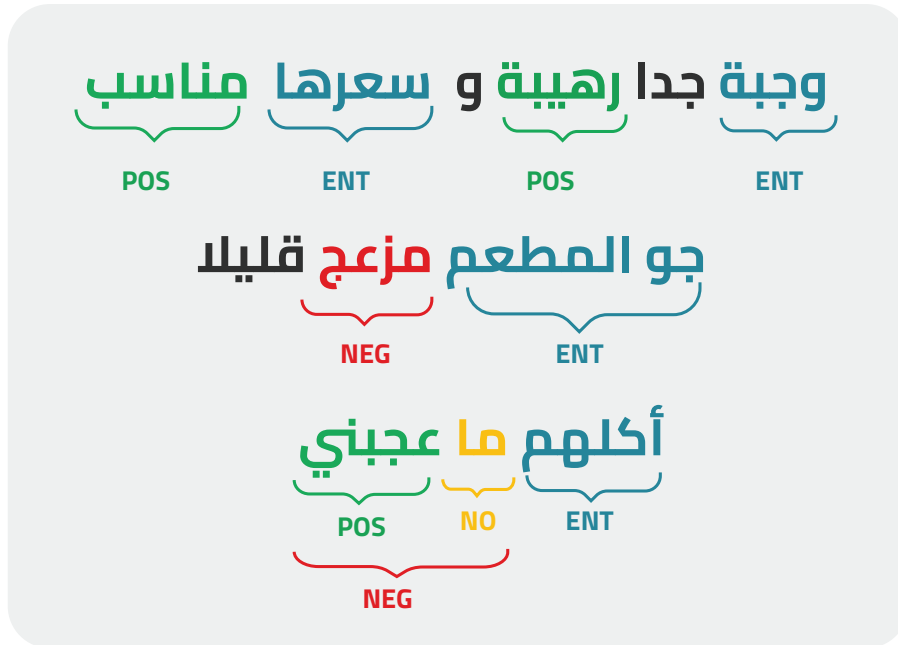 وجبة جدا رهيبة و سعرها مناسب
ENT POS ENT POS
جو المطعم مزعج قليلا
ENT NEG
أكلهم ما عجبني
ENT NO POS
NEG